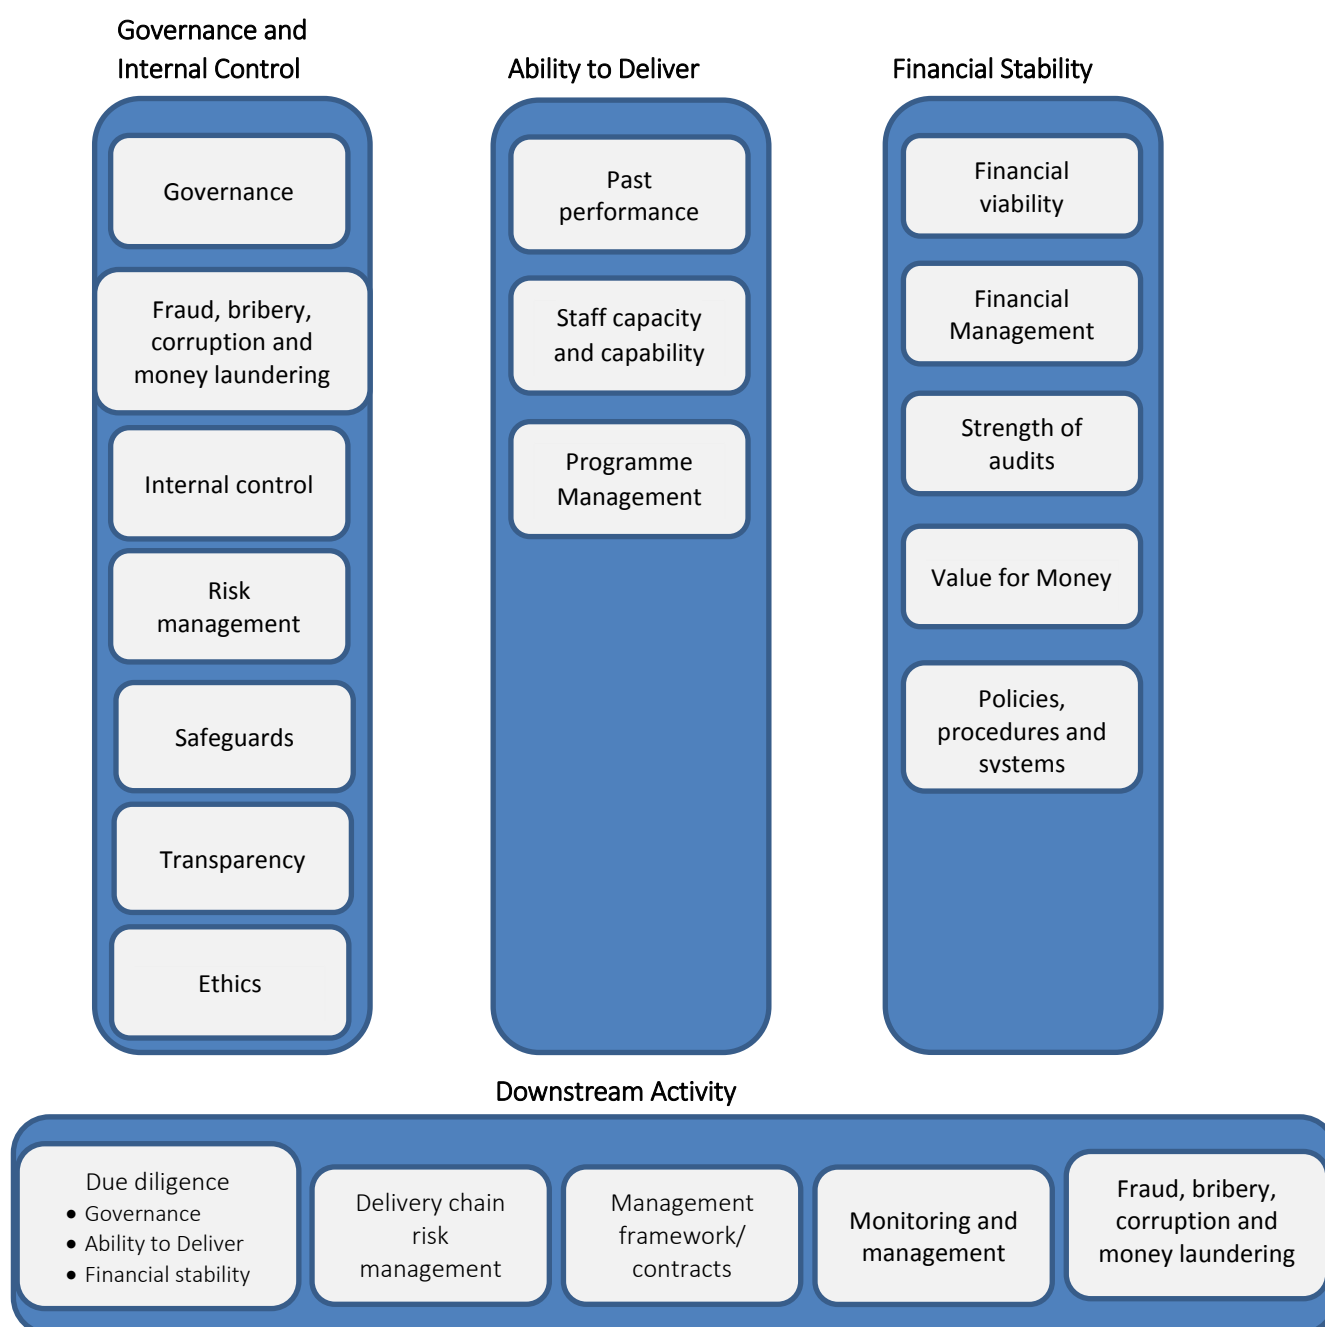 Governance and
Internal Control
Governance
Fraud, bribery,
corruption and
money laundering
Internal control
Risk
management
Safeguards
Transparency
Ethics
Ability to Deliver
Past
performance
Staff capacity
and capability
Programme
Management
Financial Stability
Financial
viability
Financial
Management
Strength of
audits
Value for Money
Policies,
procedures and
systems
Downstream Activity
Due diligence
• Governance
• Ability to Deliver
• Financial stability
Delivery chain
risk
management
Management
framework/
contracts
Monitoring and
management
Fraud, bribery,
corruption and
money laundering